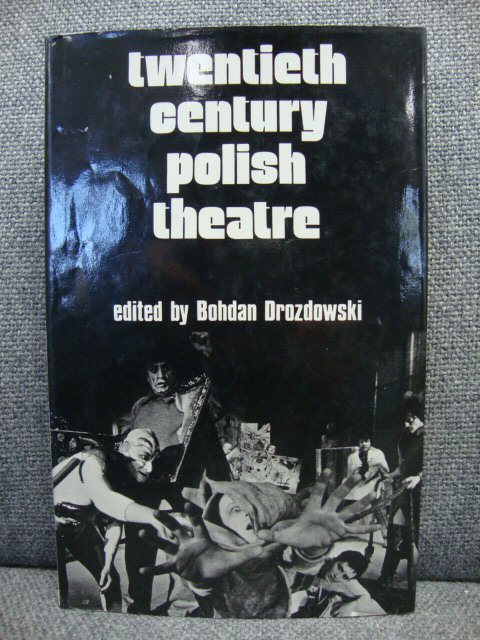 twentieth
century
polish
theatre
edited by Bohdan Drozdowski